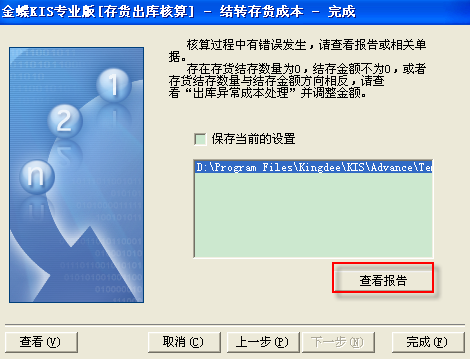 金蝶KIS专业版[存货出库核算] - 结转存货成本 - 完成
核算过程中有错误发生，请查看报告或相关单
据。
存在存货结存数量为0，结存金额不为0，或者
存货结存数量与结存金额方向相反，请查
看“出库异常成本处理”并调整金额。
1
2
n
保存当前的设置
D:\Program Files\Kingdee\KIS\Advance\Te
查看报告
查看(V)
取消(C)
上一步(P)
下一步(N)
完成(F)